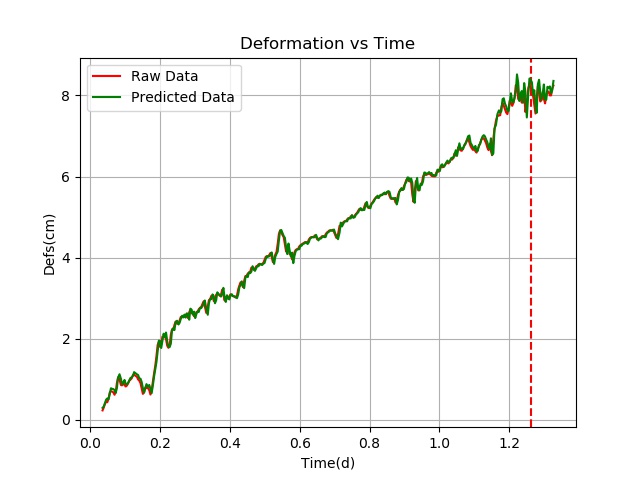 Deformation vs Time
Raw Data
Predicted Data
Defs(cm)
8
6
4
2
0
0.0 0.2 0.4 0.6 0.8 1.0 1.2
Time(d)